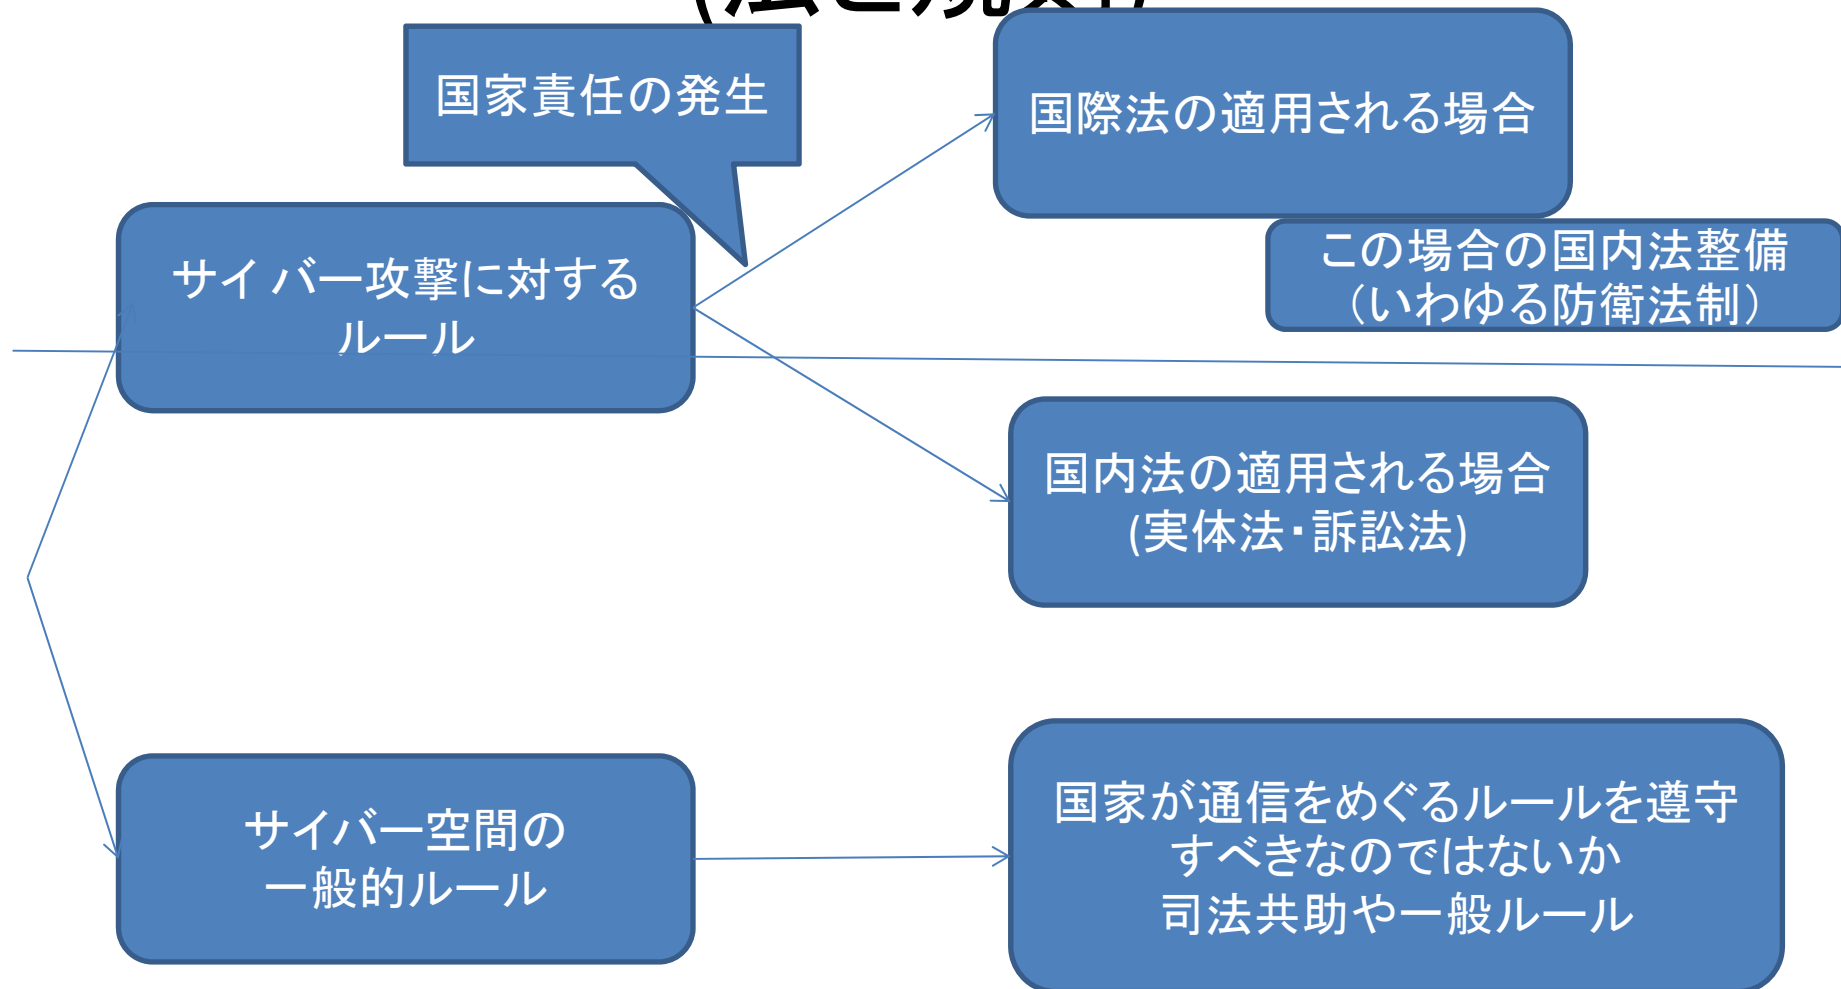 国家責任の発生
国際法の適用される場合
この場合の国内法整備
（いわゆる防衛法制）
サイバー攻撃に対する
ルール
国内法の適用される場合
(実体法・訴訟法)
サイバー空間の
一般的ルール
国家が通信をめぐるルールを遵守
すべきなのではないか
司法共助や一般ルール